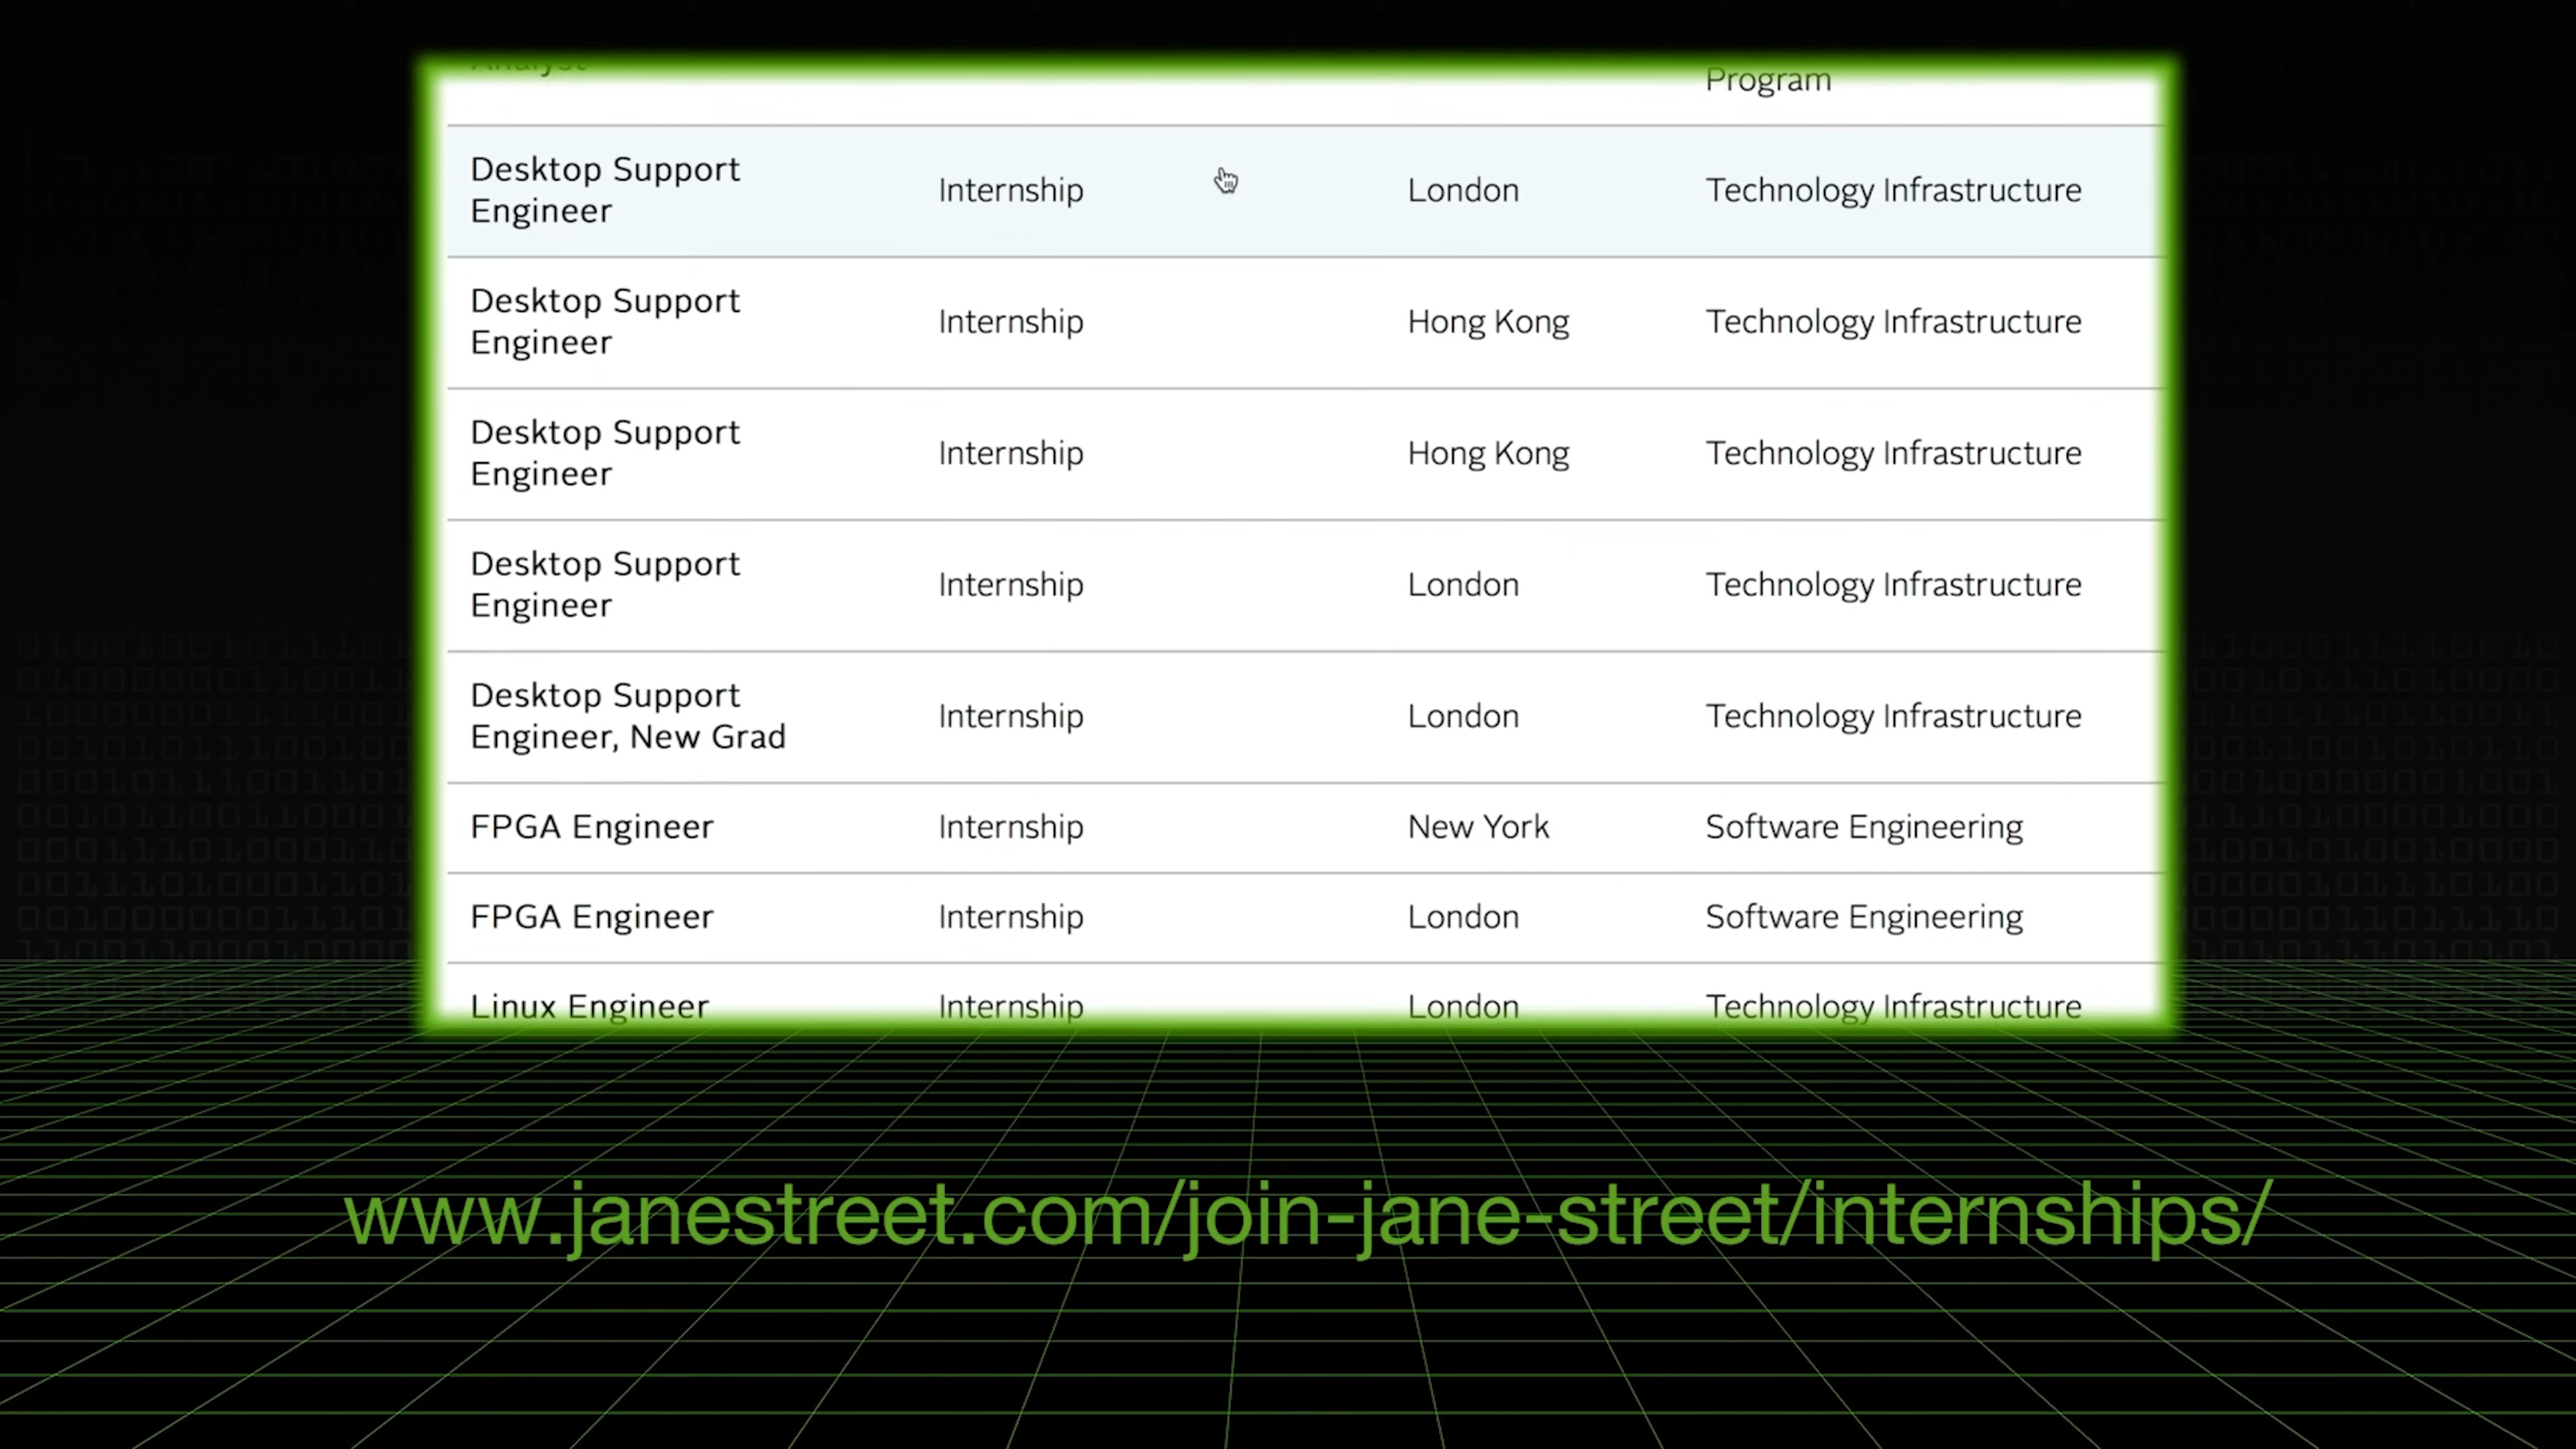 Analyst
Program
Desktop Support
Engineer
Internship
London
Technology Infrastructure
Desktop Support
Engineer
Internship
Hong Kong
Technology Infrastructure
Desktop Support
Engineer
Internship
Hong Kong
Technology Infrastructure
Desktop Support
Engineer
Internship
London
Technology Infrastructure
Desktop Support
Engineer, New Grad
Internship
London
Technology Infrastructure
FPGA Engineer
Internship
New York
Software Engineering
FPGA Engineer
Internship
London
Software Engineering
Linux Engineer
Internship
London
Technology Infrastructure
www.janestreet.com/join-jane-street/internships/